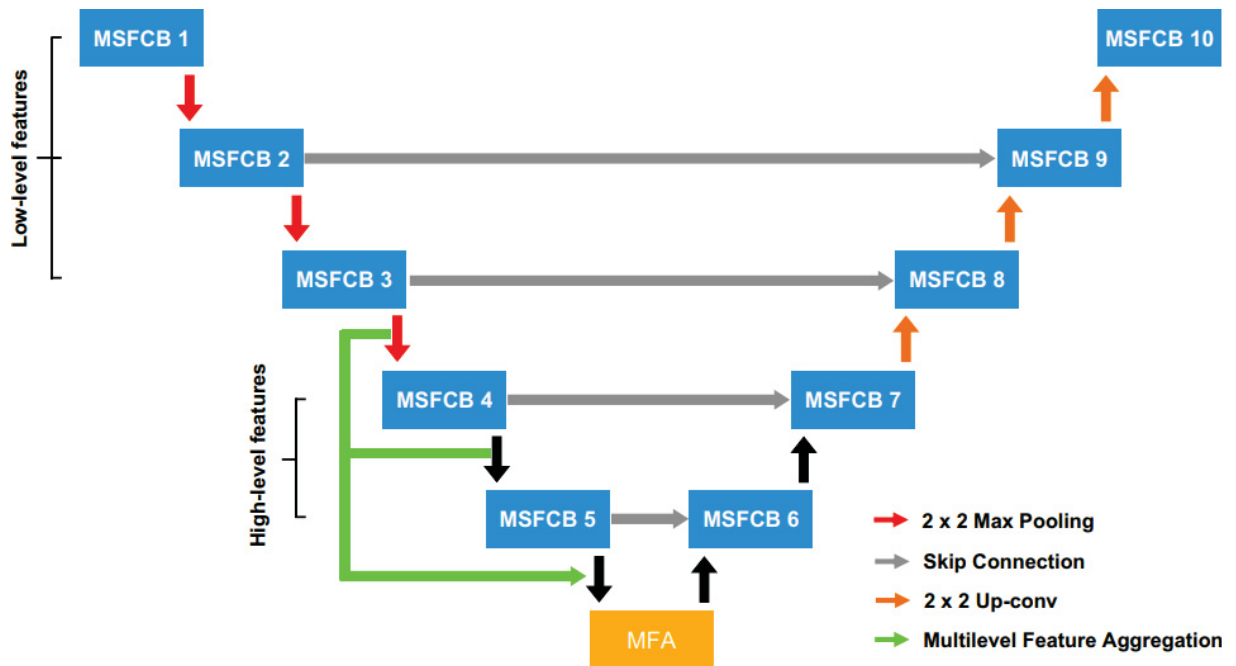 MSFCB 1
MSFCB 10
Low-level features
MSFCB 2
MSFCB 9
MSFCB 3
MSFCB 8
High-level features
MSFCB 4
MSFCB 7
MSFCB 5
MSFCB 6
MFA
2 x 2 Max Pooling
Skip Connection
2 x 2 Up-conv
Multilevel Feature Aggregation